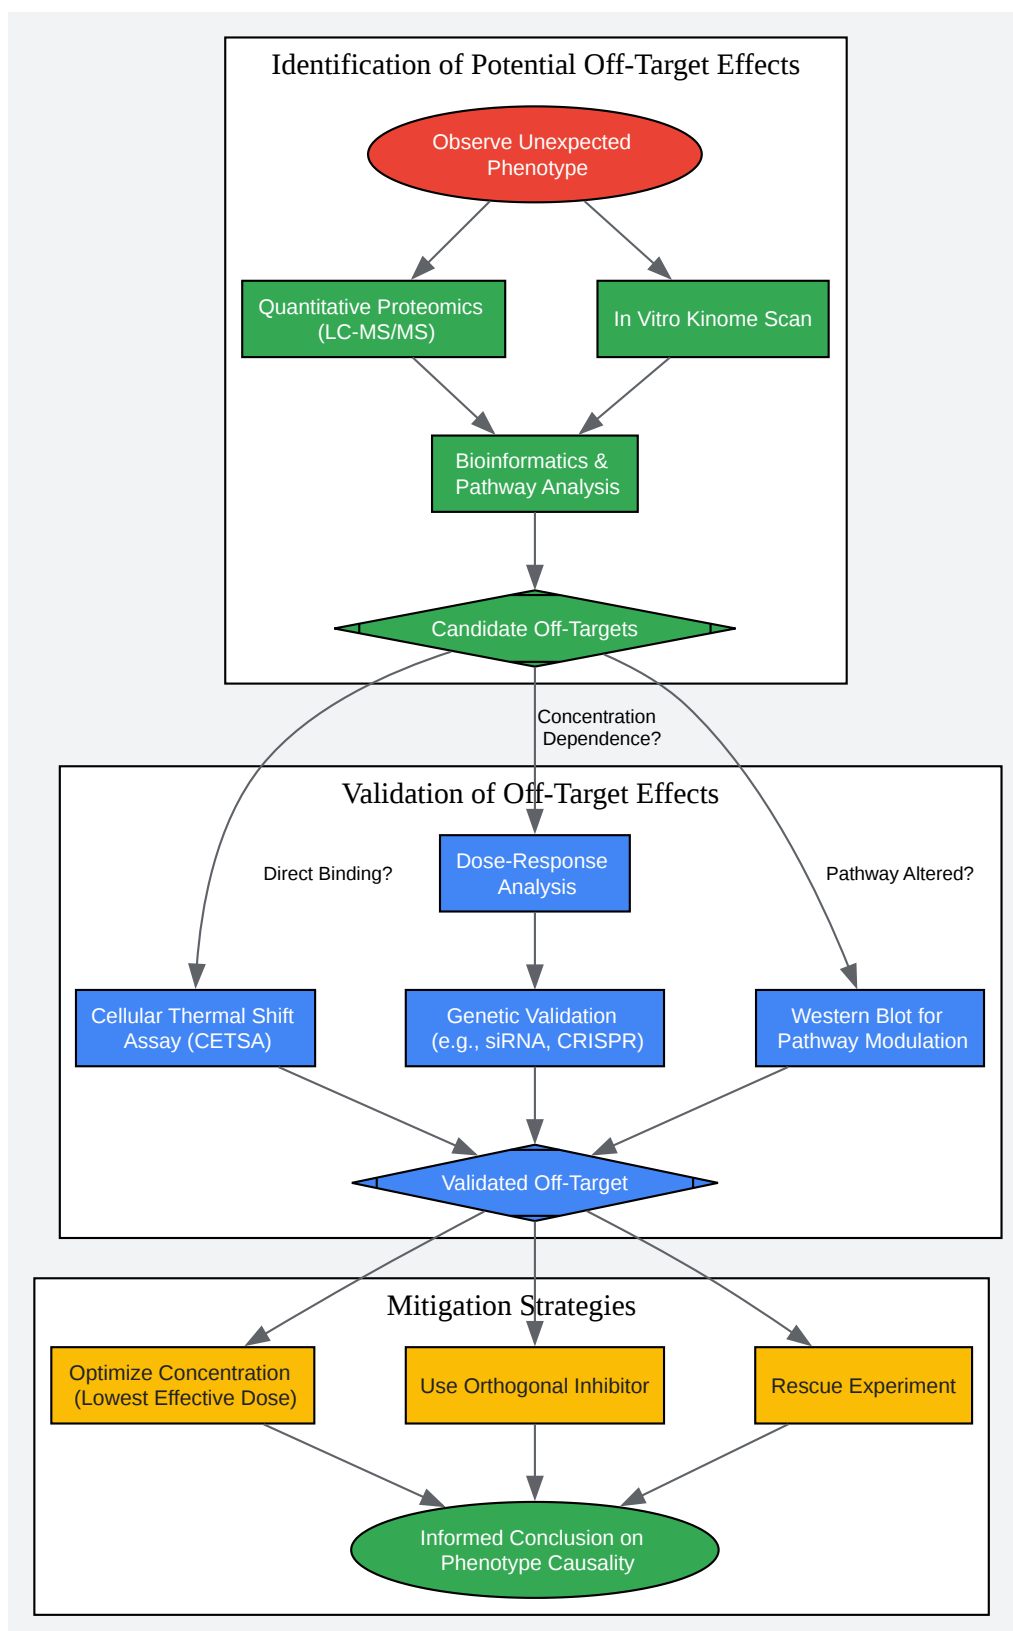 Identification of Potential Off-Target Effects
Observe Unexpected
Phenotype
Quantitative Proteomics
(LC-MS/MS)
In Vitro Kinome Scan
Bioinformatics &
Pathway Analysis
Candidate Off-Targets
Concentration
Dependence?
Validation of Off-Target Effects
Direct Binding?
Dose-Response
Analysis
Pathway Altered?
Cellular Thermal Shift
Assay (CETSA)
Genetic Validation
(e.g., siRNA, CRISPR)
Western Blot for
Pathway Modulation
Validated Off-Target
Mitigation Strategies
Optimize Concentration
(Lowest Effective Dose)
Use Orthogonal Inhibitor
Rescue Experiment
Informed Conclusion on
Phenotype Causality